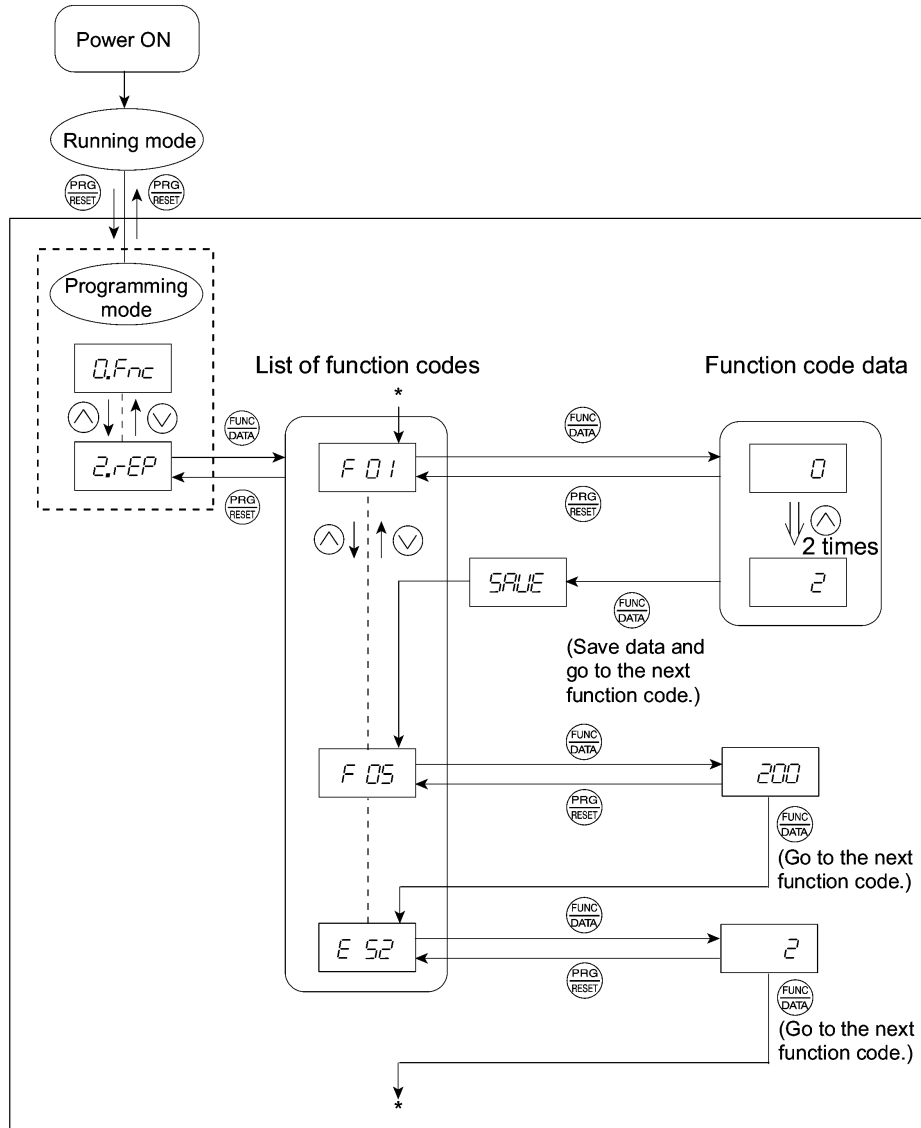 Power ON
Running mode
PRG
RESET
PRG
RESET
Programming
mode
0.Fnc
2.rEP
FUNC
DATA
PRG
RESET
List of function codes
*
F 01
FUNC
DATA
PRG
RESET
Function code data
0
2 times
2
SAUE
FUNC
DATA
(Save data and
go to the next
function code.)
F 05
FUNC
DATA
PRG
RESET
200
FUNC
DATA
(Go to the next
function code.)
E 52
FUNC
DATA
PRG
RESET
2
FUNC
DATA
(Go to the next
function code.)
*